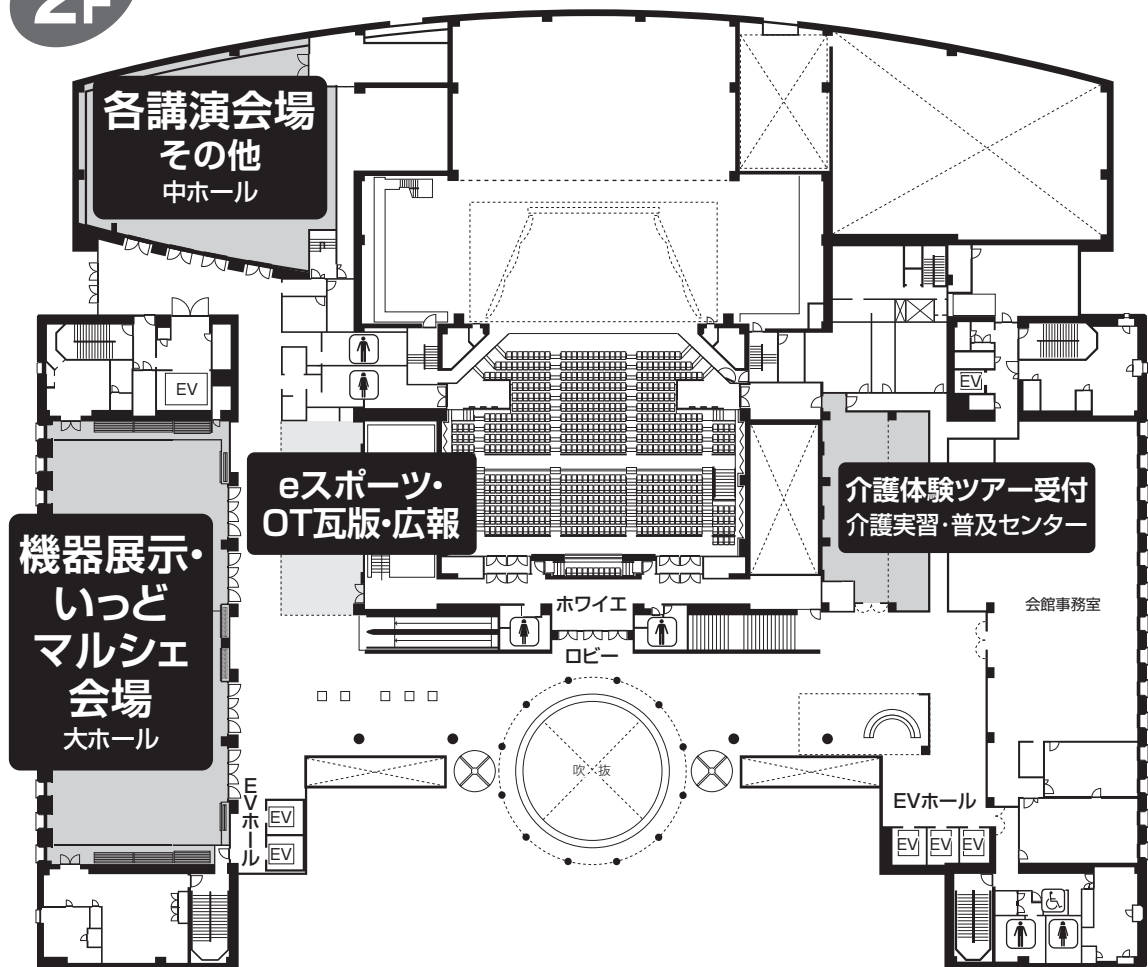 2F
各講演会場
その他
中ホール
EV
EV
eスポーツ・
OT瓦版・広報
介護体験ツアー受付
介護実習・普及センター
機器展示・
いっど
マルシェ
会場
大ホール
ホワイエ
会館事務室
ロビー
吹・抜
EVホール
EV
EV
EVホール
EV
EV
EV